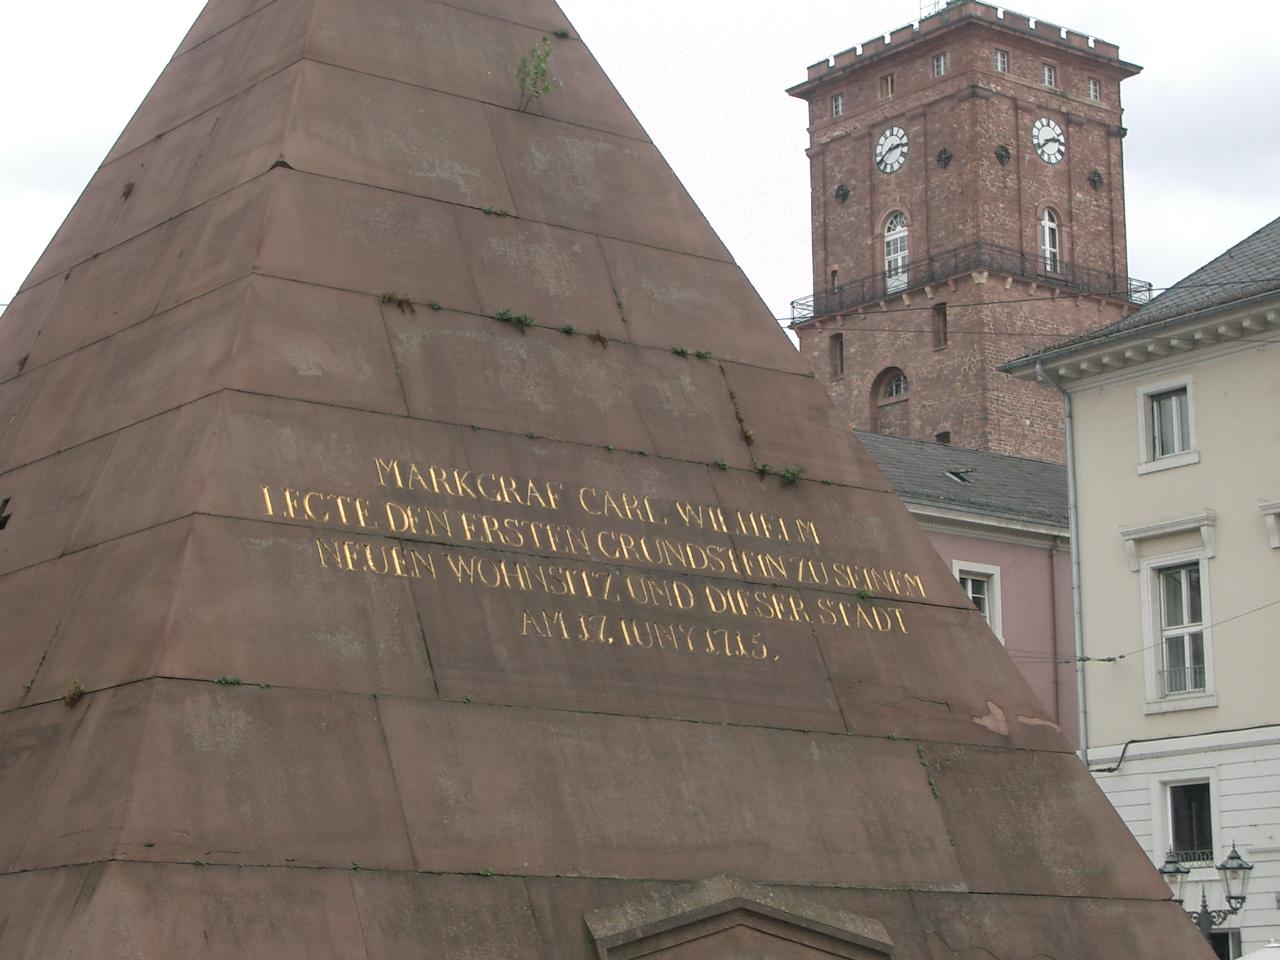 MARKGRAF CARL WILHELM
LEGTE DEN ERSTEN GRUNDSTEIN ZU SEINEM
NEUEN WOHNSITZ UND DIESER STADT
AM 17. IUNY 1715.